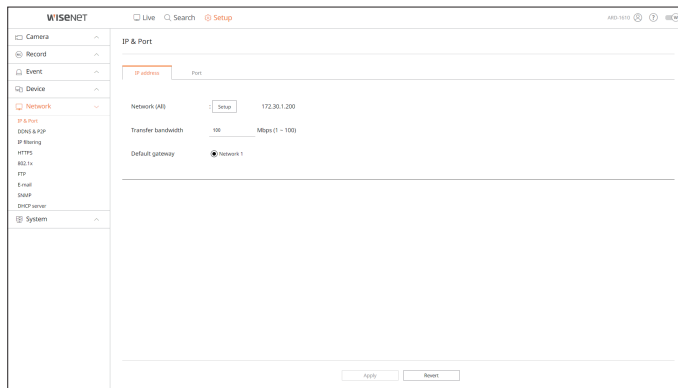 WISENET
Live Search Setup
ARD-1610
Camera
IP & Port
Record
Event
IP address Port
Device
Network
Network (All) : Setup 172.30.1.200
IP & Port
DDNS & P2P
Transfer bandwidth 100 Mbps (1 ~ 100)
IP filtering
HTTPS
Default gateway Network 1
802.1x
FTP
E-mail
SNMP
DHCP server
System
Apply Revert